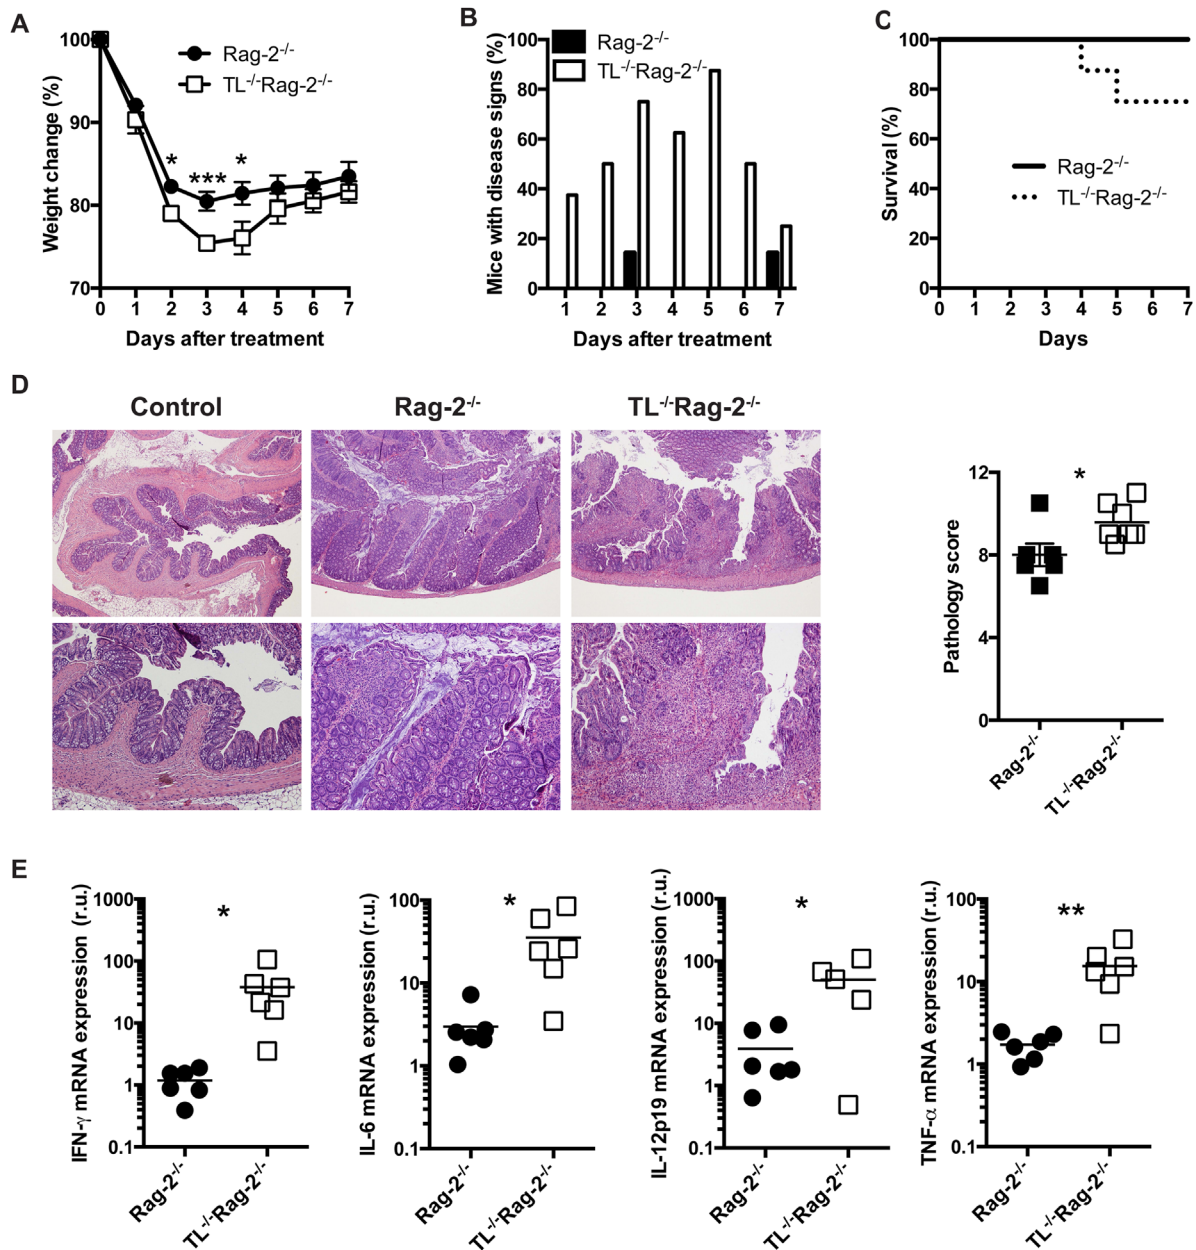 A
Weight change (%)
100
90
80
70
Rag-2-/-
TL-/-Rag-2-/-
*
***
*
0 1 2 3 4 5 6 7
Days after treatment
B
Mice with disease signs (%)
100
80
60
40
20
0
Rag-2-/-
TL-/-Rag-2-/-
1 2 3 4 5 6 7
Days after treatment
C
Survival (%)
100
80
60
40
20
0
Rag-2-/-
TL-/-Rag-2-/-
0 1 2 3 4 5 6 7
Days
D
Control
Rag-2-/-
TL-/-Rag-2-/-
Pathology score
12
8
4
0
*
Rag-2-/-
TL-/-Rag-2-/-
E
IFN-γ mRNA expression (r.u.)
1000
100
10
1
0.1
*
Rag-2-/-
TL-/-Rag-2-/-
IL-6 mRNA expression (r.u.)
100
10
1
0.1
*
Rag-2-/-
TL-/-Rag-2-/-
IL-12p19 mRNA expression (r.u.)
1000
100
10
1
0.1
*
Rag-2-/-
TL-/-Rag-2-/-
TNF-α mRNA expression (r.u.)
100
10
1
0.1
**
Rag-2-/-
TL-/-Rag-2-/-